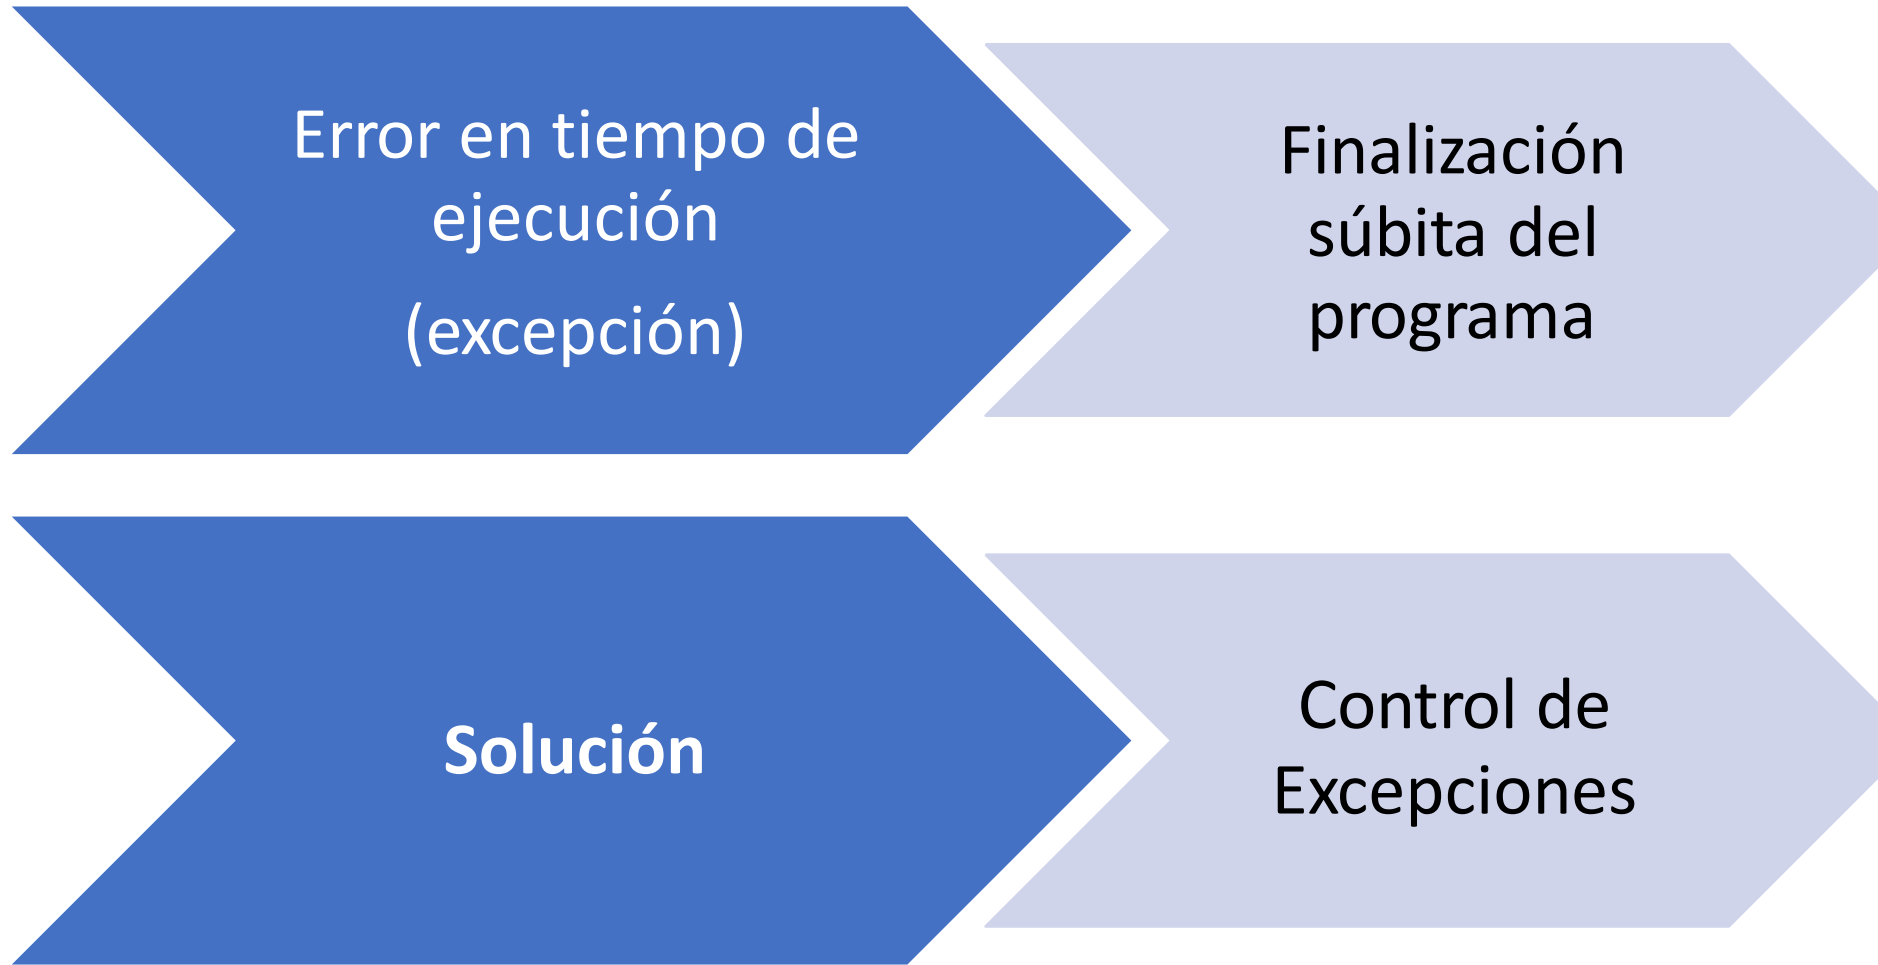 Error en tiempo de
ejecución
(excepción)
Finalización
súbita del
programa
Solución
Control de
Excepciones